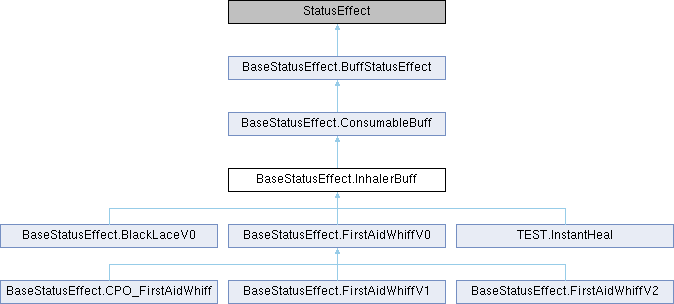 StatusEffect
BaseStatusEffect.BuffStatusEffect
BaseStatusEffect.ConsumableBuff
BaseStatusEffect.InhalerBuff
BaseStatusEffect.BlackLaceV0
BaseStatusEffect.FirstAidWhiffV0
TEST.InstantHeal
BaseStatusEffect.CPO_FirstAidWhiff
BaseStatusEffect.FirstAidWhiffV1
BaseStatusEffect.FirstAidWhiffV2